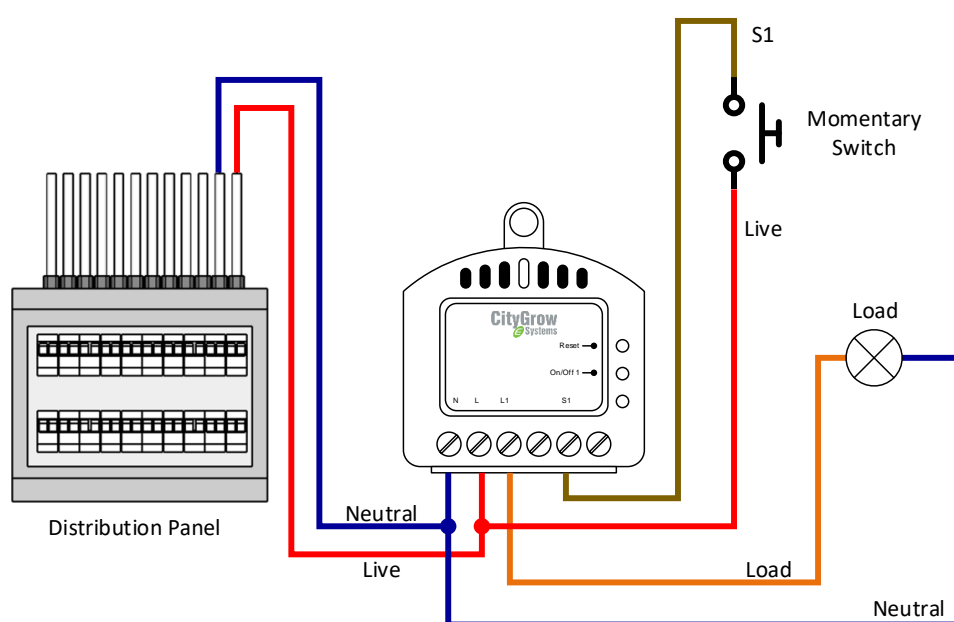 S1
Momentary
Switch
Live
Load
CityGrow
e Systems
Reset
On/Off 1
N L L1 S1
Distribution Panel
Neutral
Live
Load
Neutral